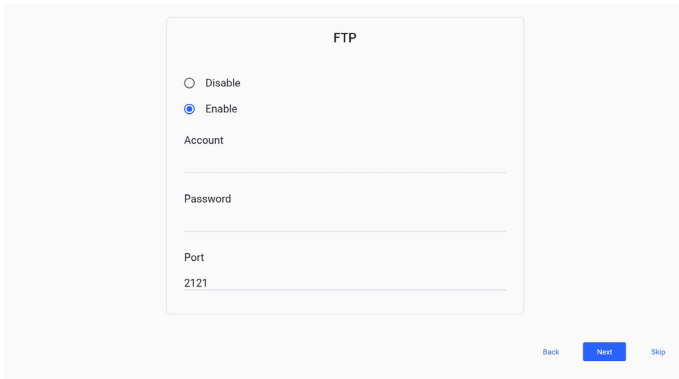 FTP
Disable
Enable
Account
Password
Port
2121
Back Next Skip